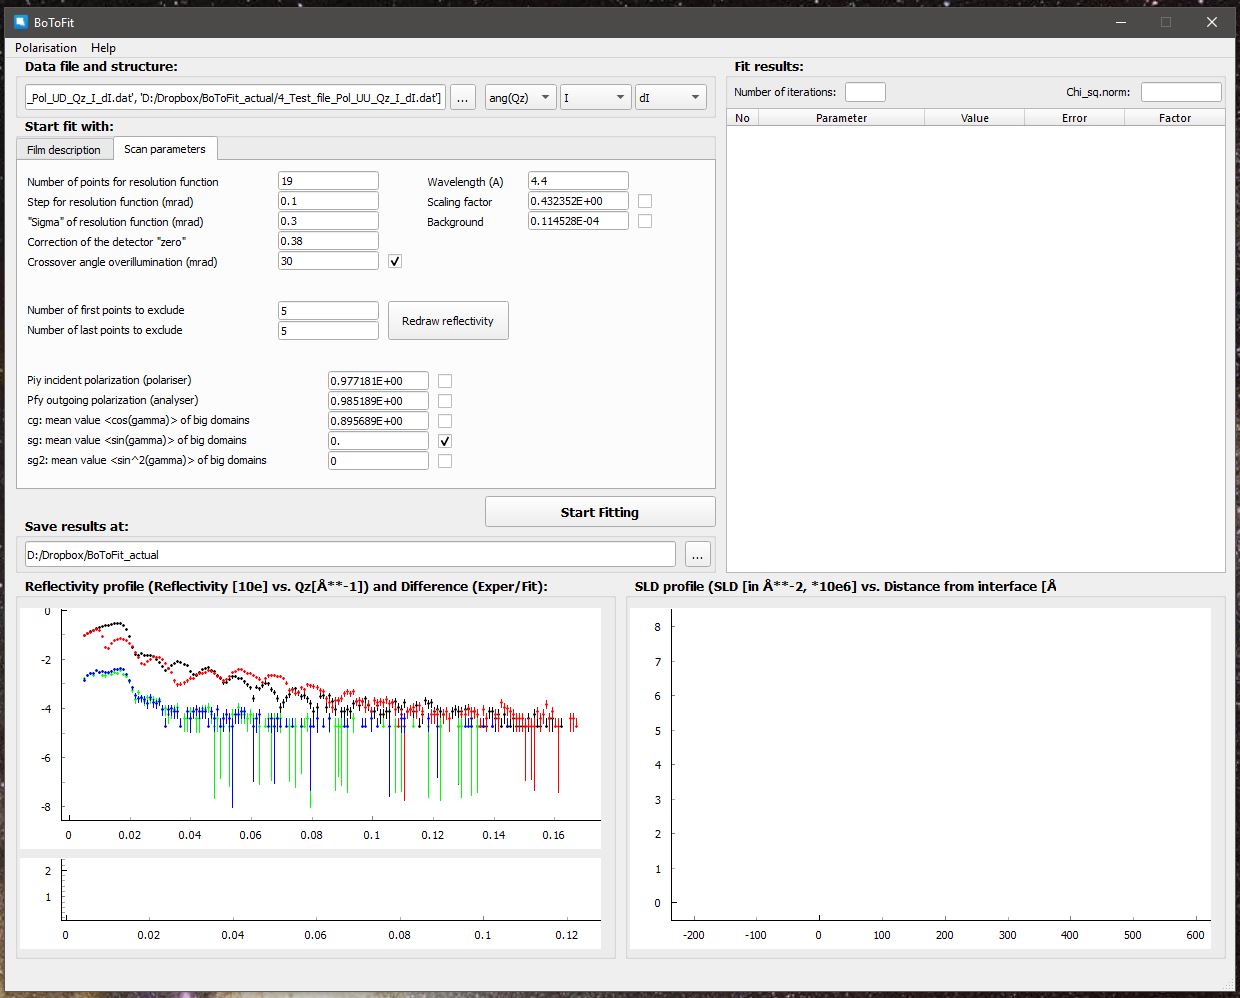 BoToFit
Polarisation Help
Data file and structure:
_Pol_UD_Qz_I_dI.dat', 'D:/Dropbox/BoToFit_actual/4_Test_file_Pol_UU_Qz_I_dI.dat'] ... ang(Qz) I dI
Start fit with:
Film description Scan parameters
Number of points for resolution function 19
Step for resolution function (mrad) 0.1
"Sigma" of resolution function (mrad) 0.3
Correction of the detector "zero" 0.38
Crossover angle overillumination (mrad) 30
Wavelength (A) 4.4
Scaling factor 0.432352E+00
Background 0.114528E-04
Number of first points to exclude 5
Number of last points to exclude 5
Redraw reflectivity
Piy incident polarization (polariser) 0.977181E+00
Pfy outgoing polarization (analyser) 0.985189E+00
cg: mean value <cos(gamma)> of big domains 0.895689E+00
sg: mean value <sin(gamma)> of big domains 0.
sg2: mean value <sin^2(gamma)> of big domains 0
Start Fitting
Save results at:
D:/Dropbox/BoToFit_actual ...
Fit results:
Number of iterations: Chi_sq.norm:
No Parameter Value Error Factor
Reflectivity profile (Reflectivity [10e] vs. Qz[Å**-1]) and Difference (Exper/Fit):
0
-2
-4
-6
-8
0 0.02 0.04 0.06 0.08 0.1 0.12 0.14 0.16
2
1
0 0.02 0.04 0.06 0.08 0.1 0.12
SLD profile (SLD [in Å**-2, *10e6] vs. Distance from interface [Å
8
7
6
5
4
3
2
1
0
-200 -100 0 100 200 300 400 500 600